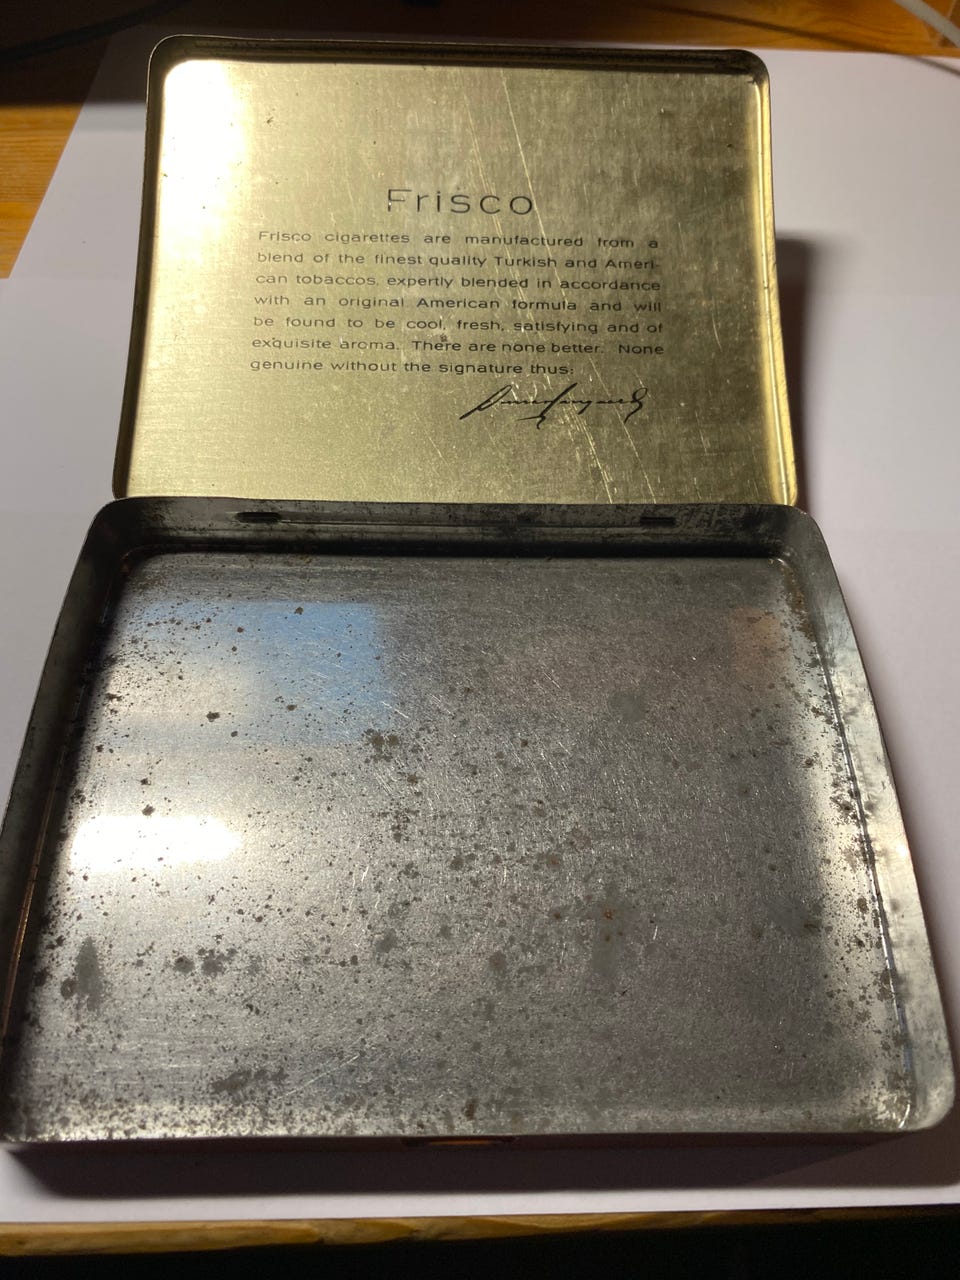 Frisco
Frisco cigarettes are manufactured from a
blend of the finest quality Turkish and Ameri-
can tobaccos, expertly blended in accordance
with an original American formula and will
be found to be cool, fresh, satisfying and of
exquisite aroma. There are none better. None
genuine without the signature thus: